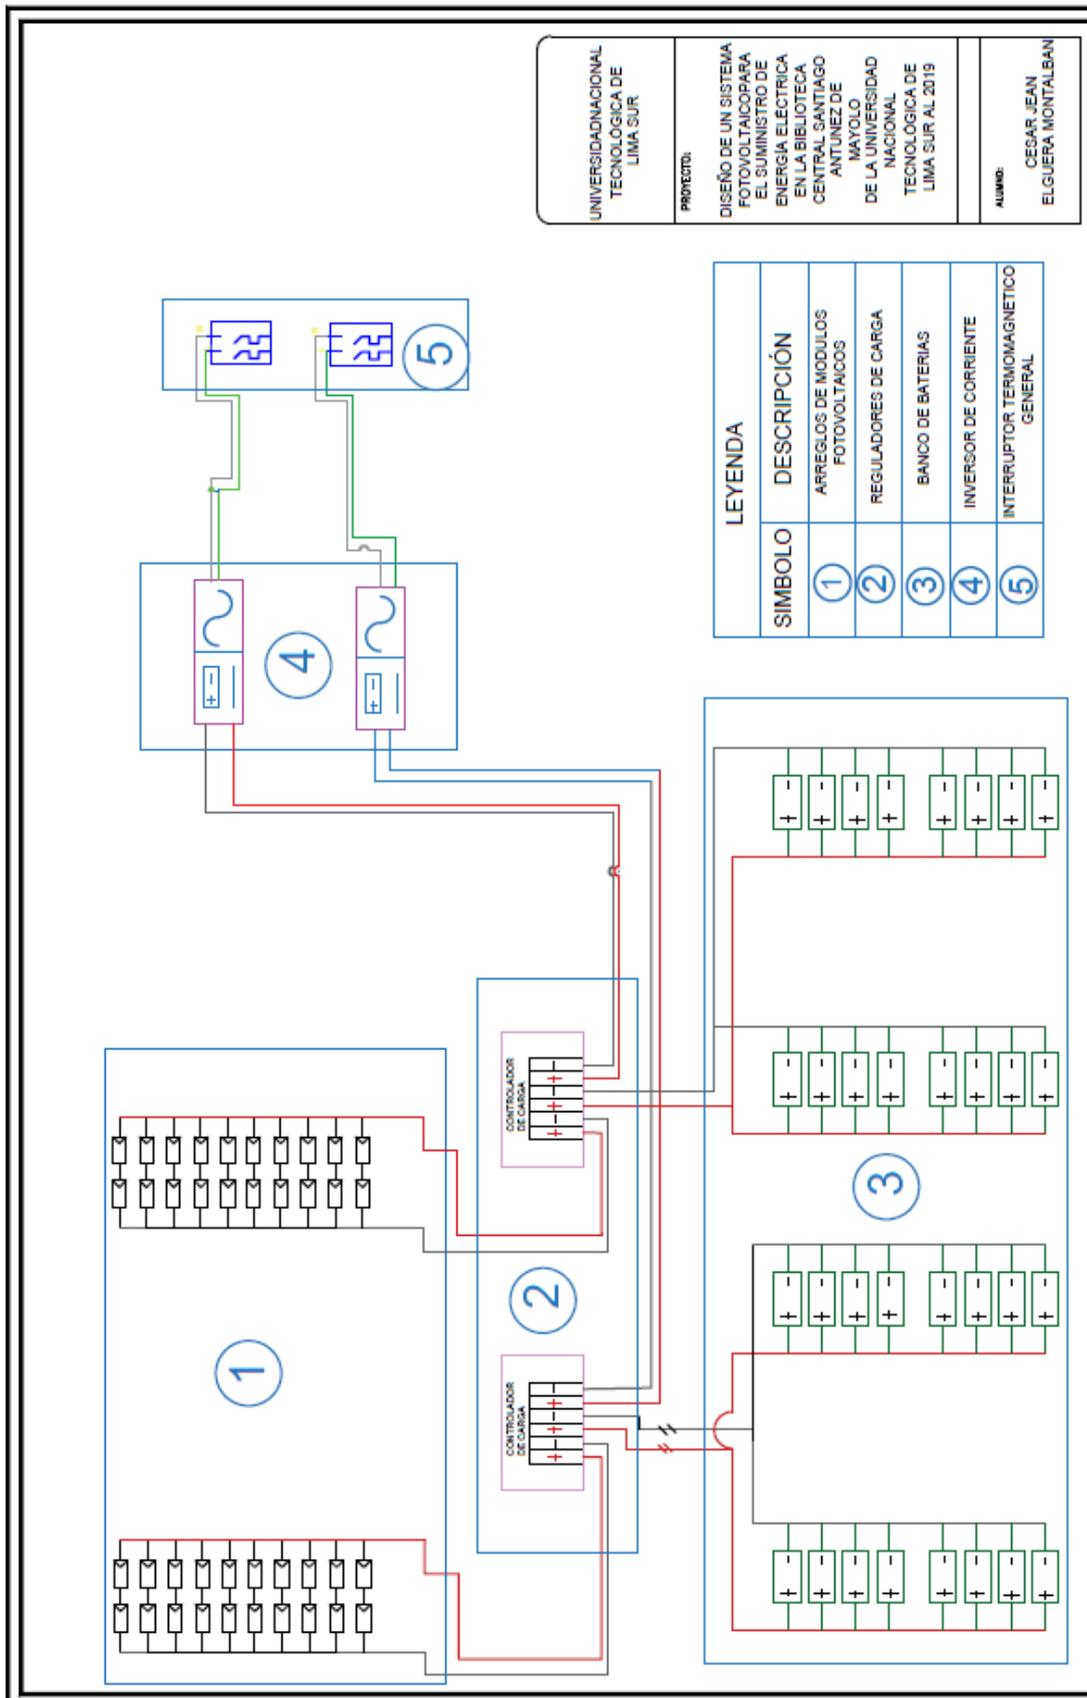 UNIVERSIDADNACIONAL
TECNOLÓGICA DE
LIMA SUR
PROYECTO:
DISEÑO DE UN SISTEMA
FOTOVOLTAICOPARA
EL SUMINISTRO DE
ENERGÍA ELÉCTRICA
EN LA BIBLIOTECA
CENTRAL SANTIAGO
ANTUNEZ DE
MAYOLO
DE LA UNIVERSIDAD
NACIONAL
TECNOLÓGICA DE
LIMA SUR AL 2019
ALUMNO:
CESAR JEAN
ELGUERA MONTALBAN
LEYENDA
SIMBOLO DESCRIPCIÓN
1 ARREGLOS DE MODULOS
FOTOVOLTAICOS
2 REGULADORES DE CARGA
3 BANCO DE BATERIAS
4 INVERSOR DE CORRIENTE
5 INTERRUPTOR TERMOMAGNETICO
GENERAL
1
2
3
4
5
CONTROLADOR
DE CARGA
CONTROLADOR
DE CARGA